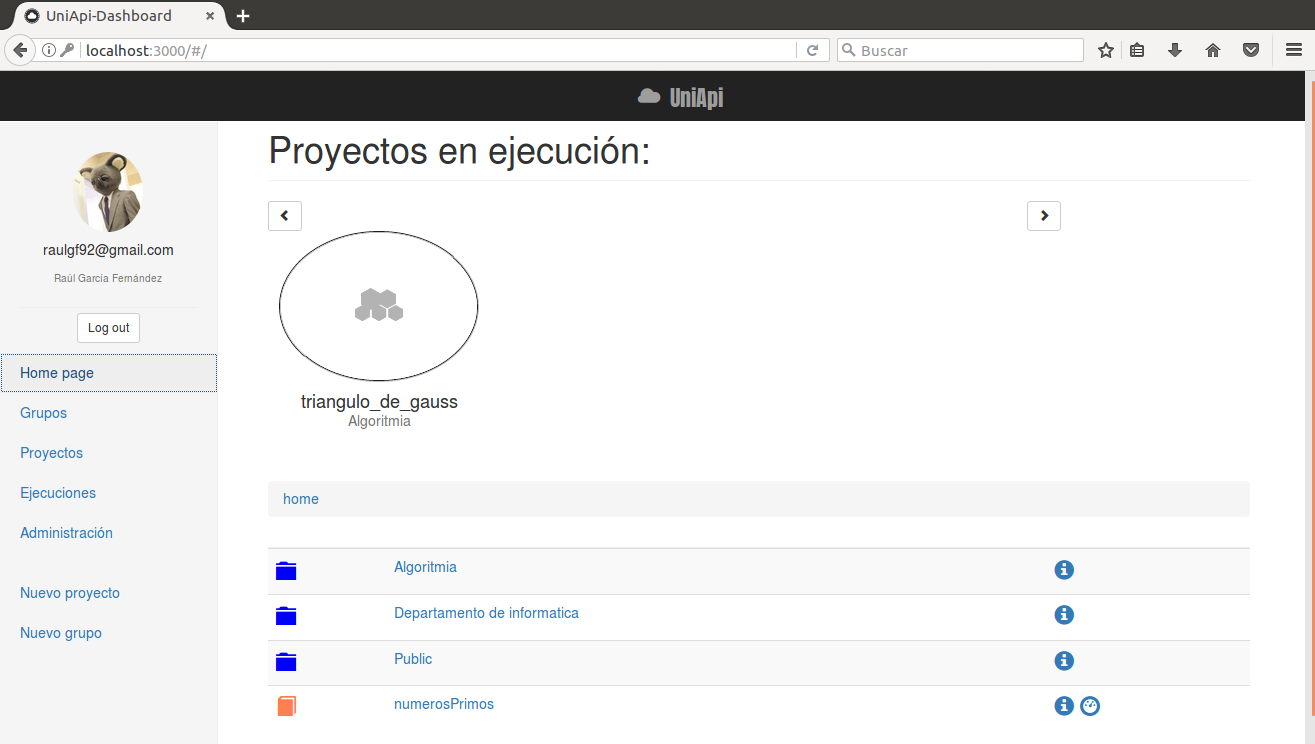 UniApi-Dashboard
localhost:3000/#/
Buscar
UniApi
raulgf92@gmail.com
Raúl García Fernández
Log out
Home page
Grupos
Proyectos
Ejecuciones
Administración
Nuevo proyecto
Nuevo grupo
Proyectos en ejecución:
triangulo_de_gauss
Algoritmia
home
Algoritmia
Departamento de informatica
Public
numerosPrimos